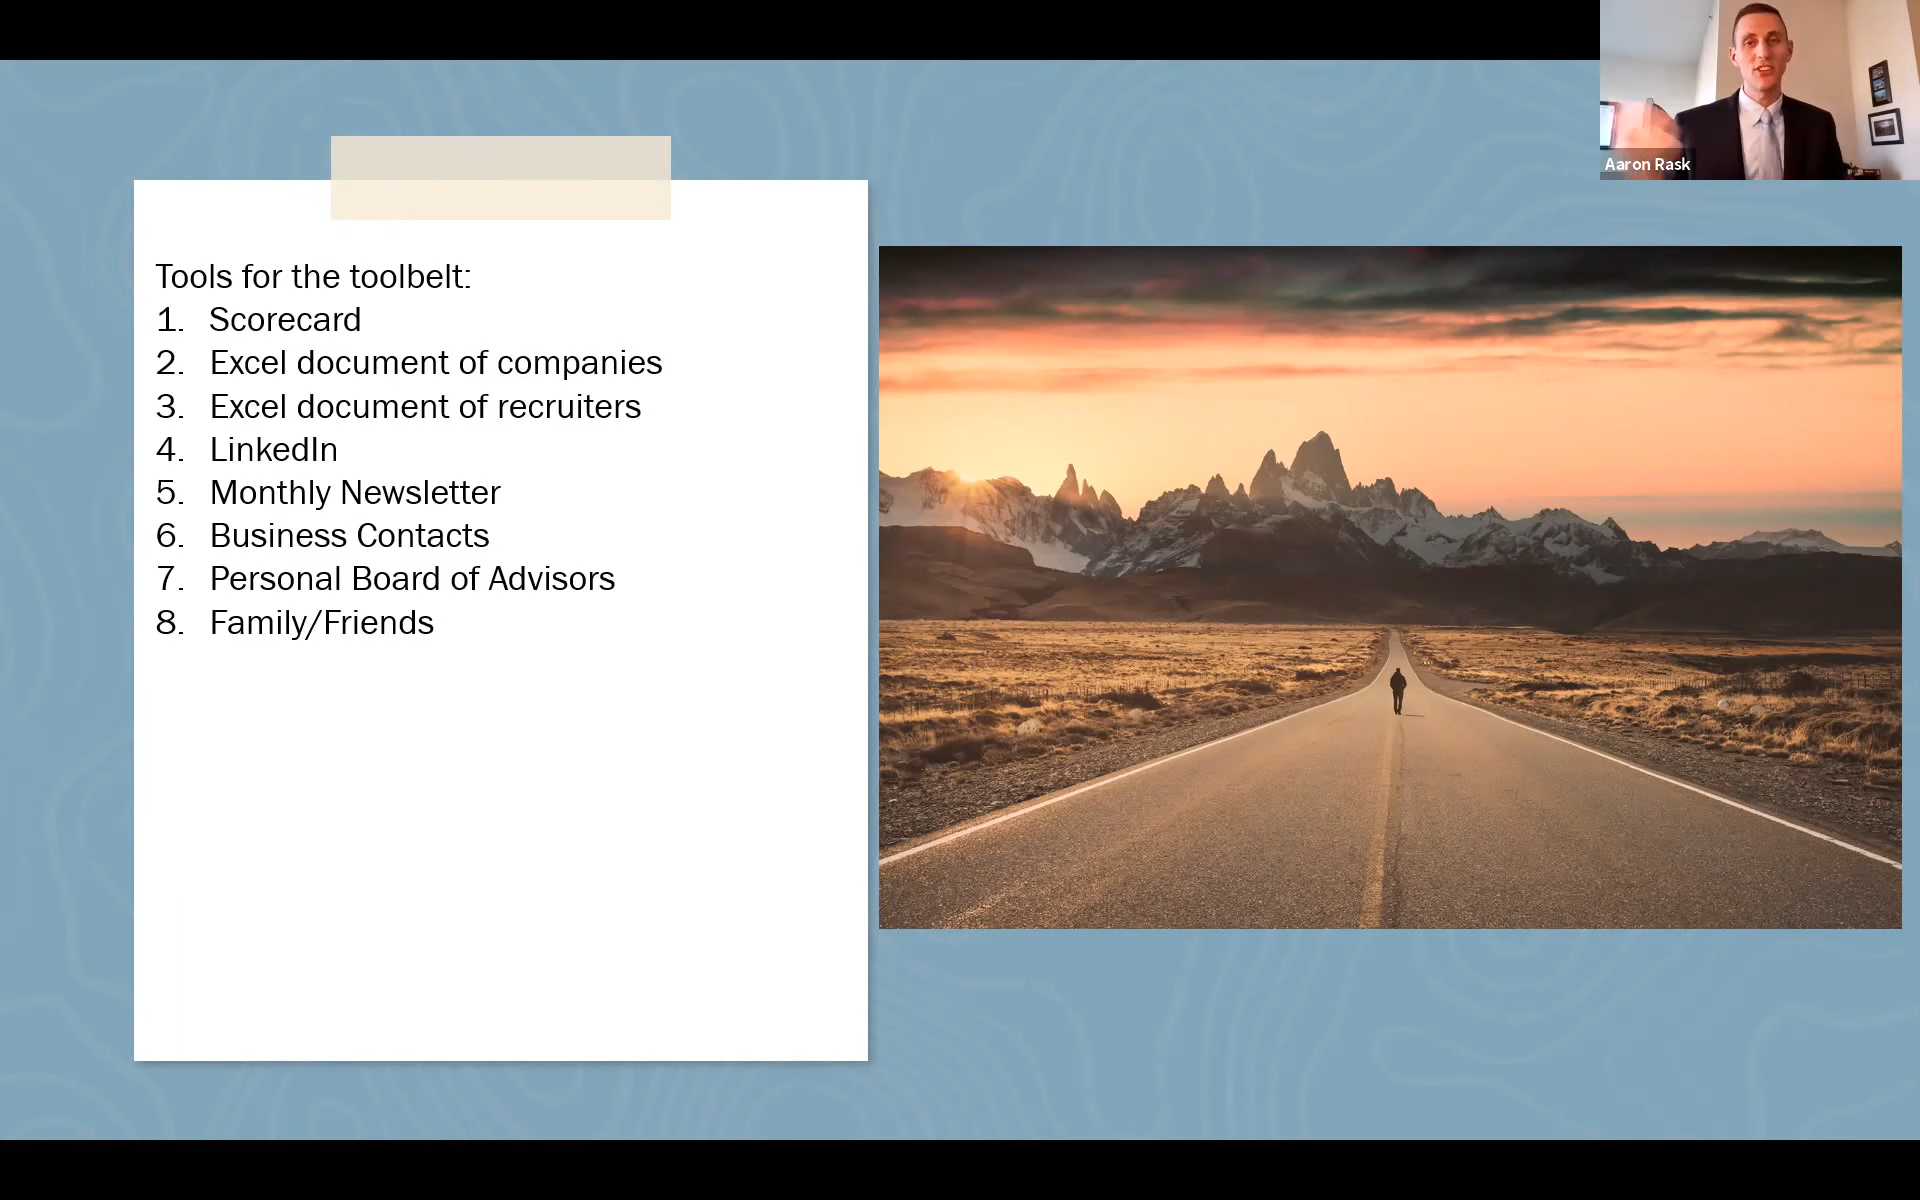 Aaron Rask
Tools for the toolbelt:
1. Scorecard
2. Excel document of companies
3. Excel document of recruiters
4. LinkedIn
5. Monthly Newsletter
6. Business Contacts
7. Personal Board of Advisors
8. Family/Friends